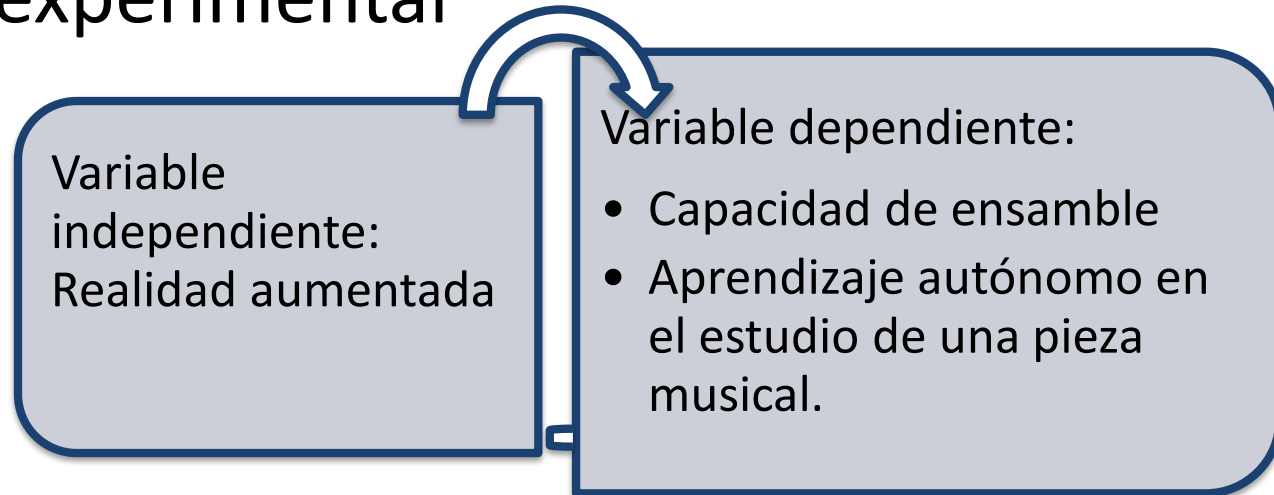 experimental
Variable
independiente:
Realidad aumentada
Variable dependiente:
• Capacidad de ensamble
• Aprendizaje autónomo en
el estudio de una pieza
musical.